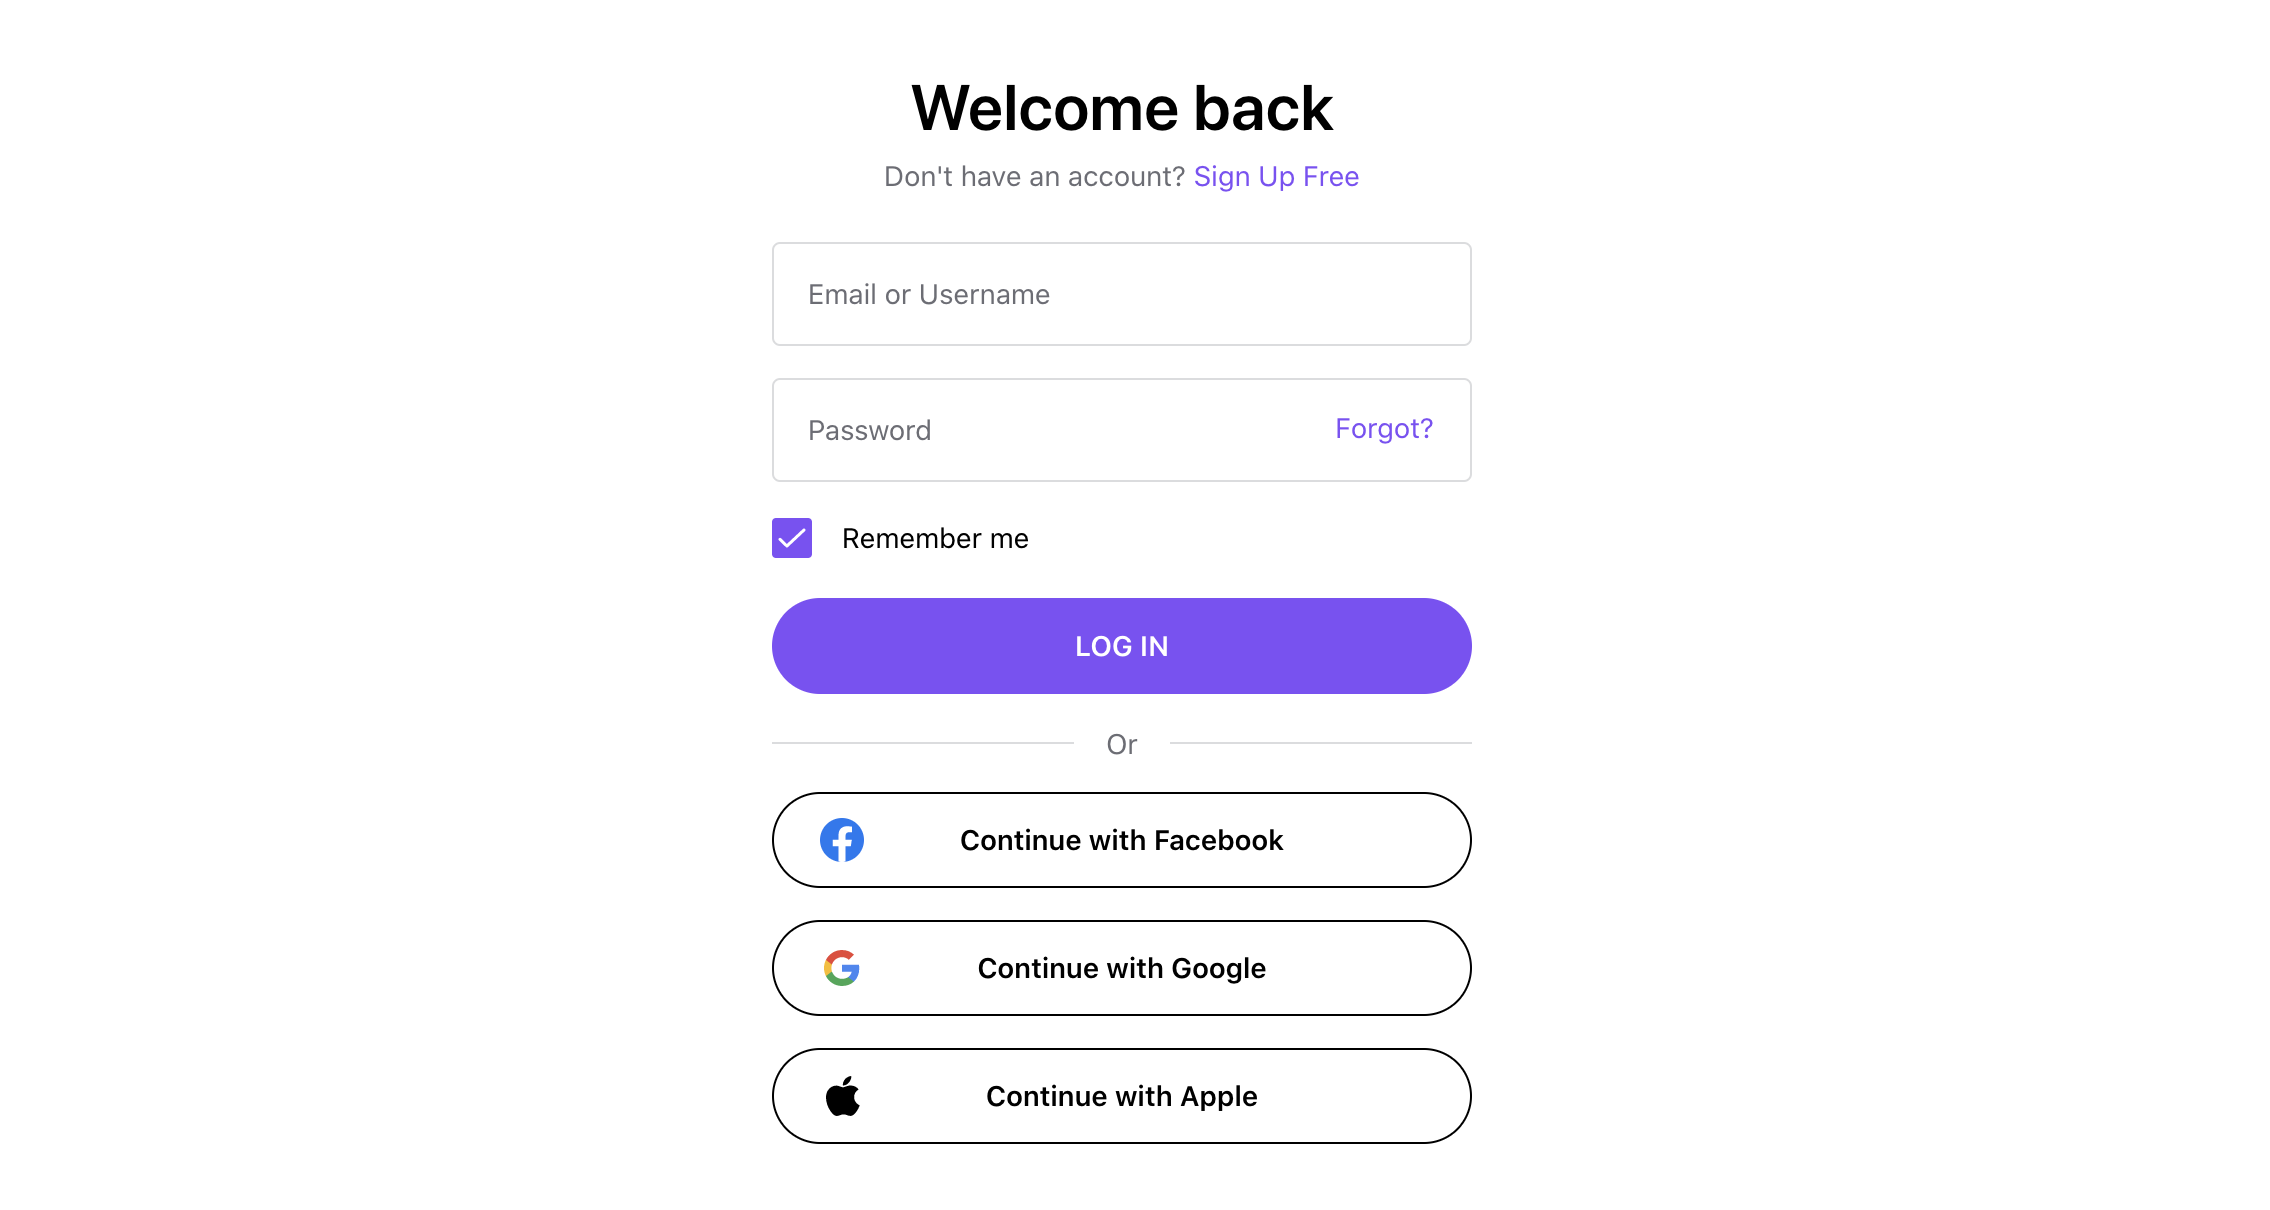 Welcome back
Don't have an account? Sign Up Free
Email or Username
Password Forgot?
Remember me
LOG IN
Or
Continue with Facebook
Continue with Google
Continue with Apple